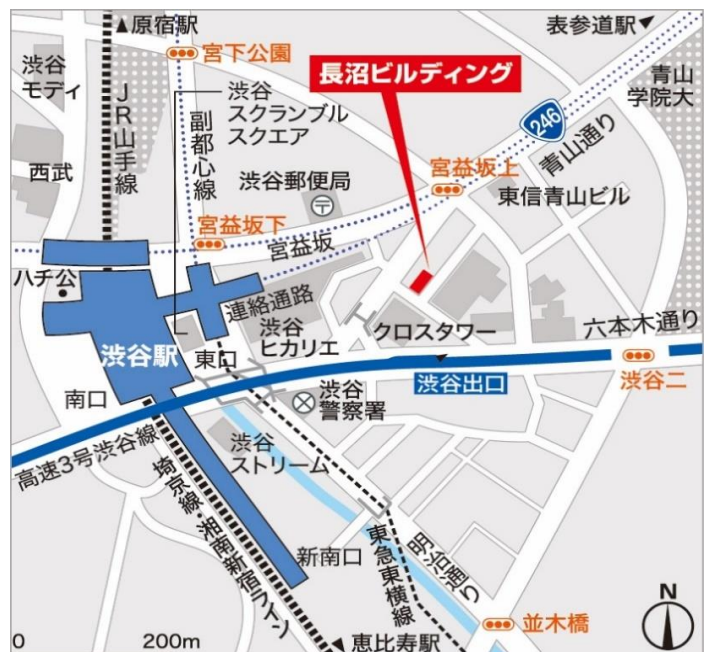 原宿駅
表参道駅
宮下公園
渋谷
モディ
JR山手線
副都心線
渋谷
スクランブル
スクエア
長沼ビルディング
246
青山
学院大
青山通り
西武
渋谷郵便局
〒
宮益坂上
東信青山ビル
宮益坂下
宮益坂
ハチ公
連絡通路
渋谷駅
東口
渋谷
ヒカリエ
クロスタワー
六本木通り
渋谷出口
渋谷二
南口
渋谷
警察署
高速3号渋谷線
渋谷
ストリーム
埼京線・湘南新宿ライン
新南口
東急東横線
明治通り
並木橋
N
0
200m
恵比寿駅